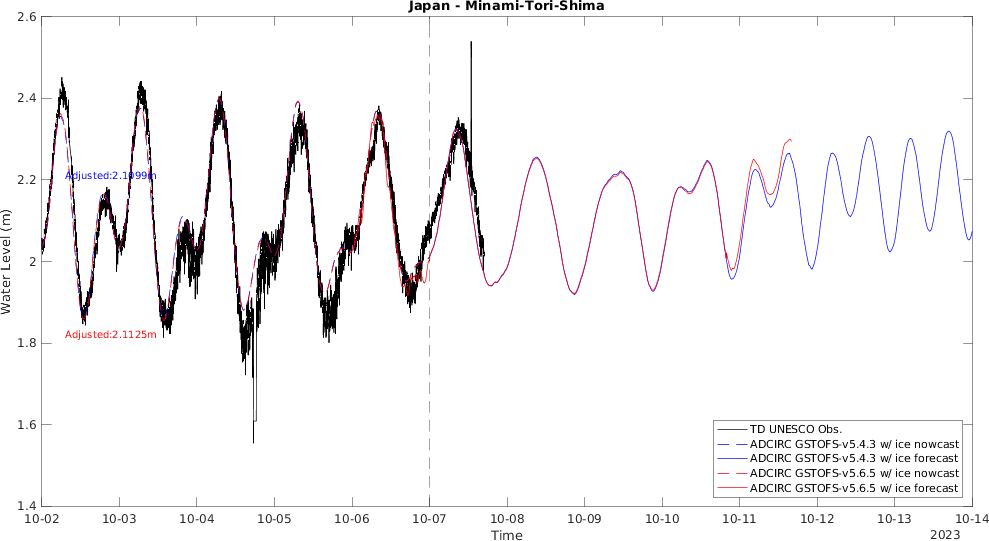 Japan - Minami-Tori-Shima
2.6
2.4
2.2
2
1.8
1.6
1.4
Water Level (m)
Adjusted:2.1099m
Adjusted:2.1125m
TD UNESCO Obs.
ADCIRC GSTOFS-v5.4.3 w/ ice nowcast
ADCIRC GSTOFS-v5.4.3 w/ ice forecast
ADCIRC GSTOFS-v5.6.5 w/ ice nowcast
ADCIRC GSTOFS-v5.6.5 w/ ice forecast
10-02 10-03 10-04 10-05 10-06 10-07 10-08 10-09 10-10 10-11 10-12 10-13 10-14
Time
2023